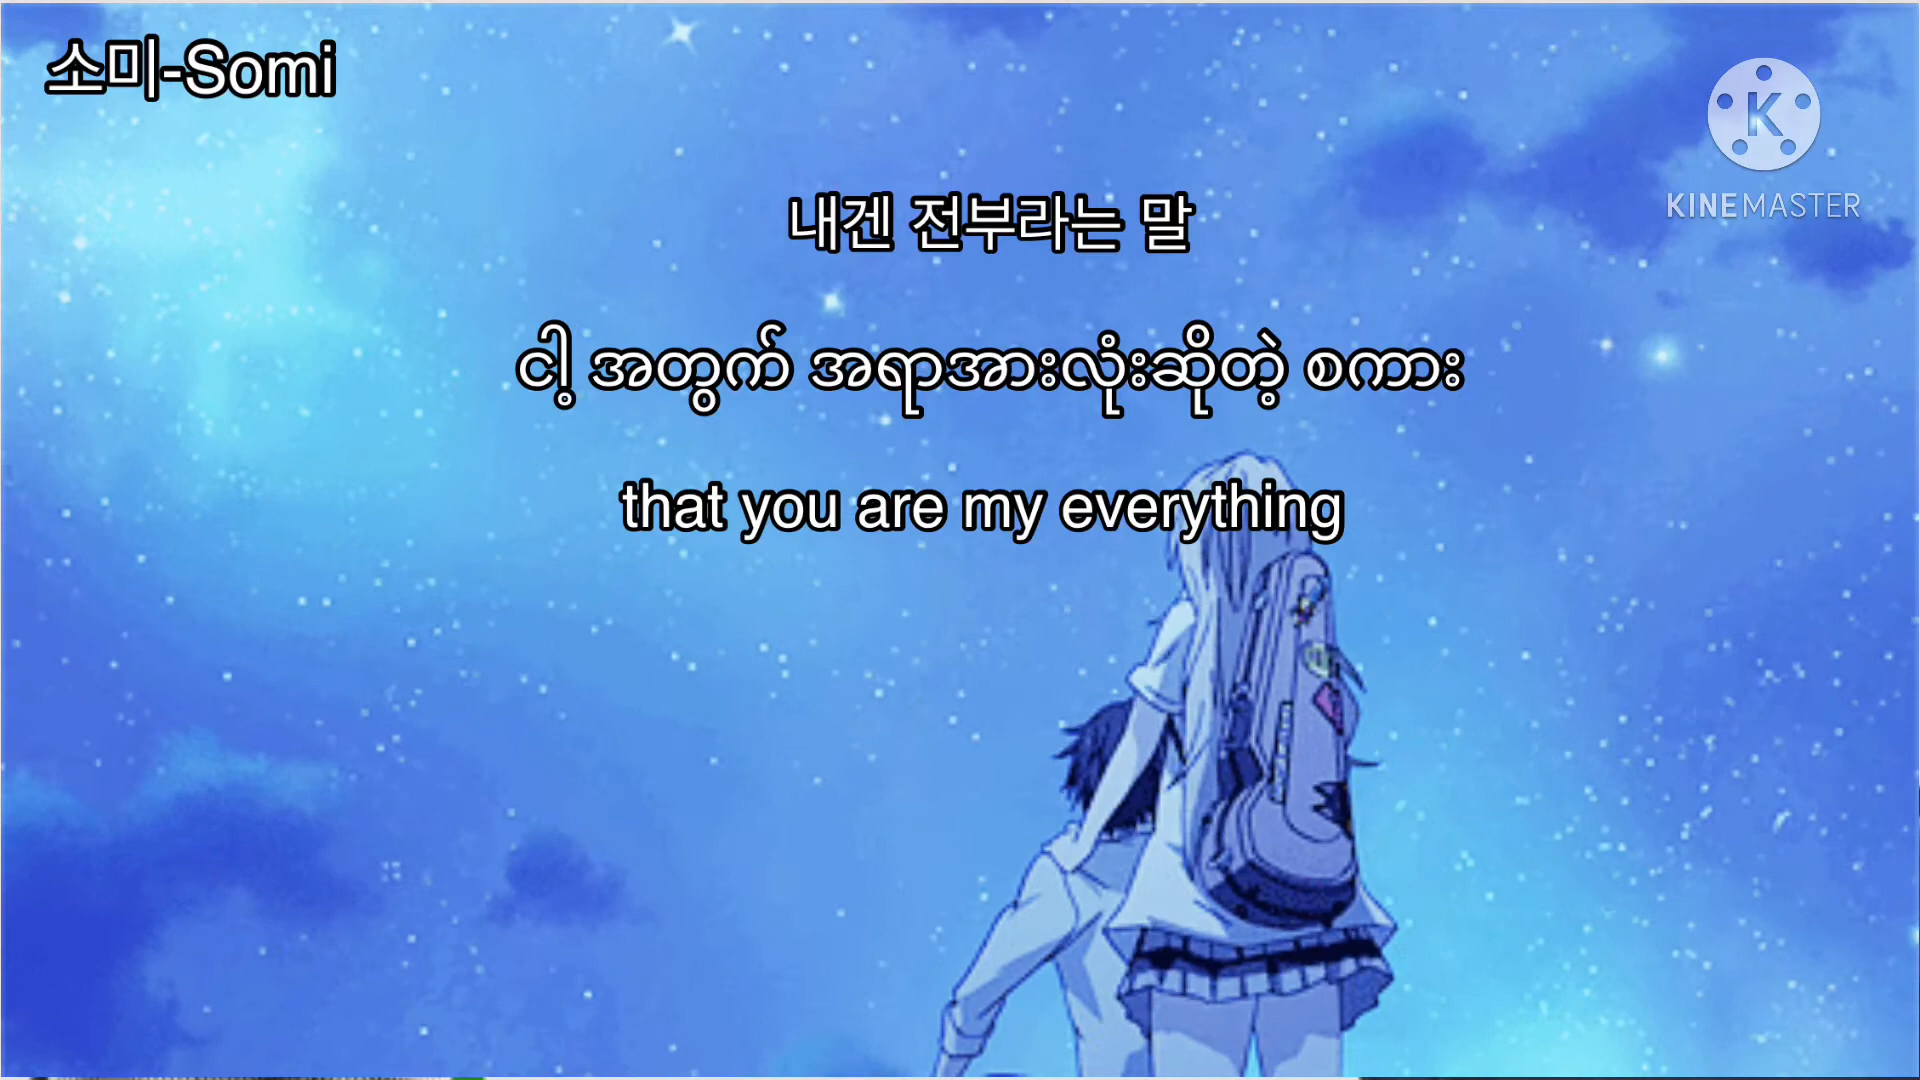 소미-Somi
K
KINEMASTER
내겐 전부라는 말
ငါ့ အတွက် အရာအားလုံးဆိုတဲ့ စကား
that you are my everything